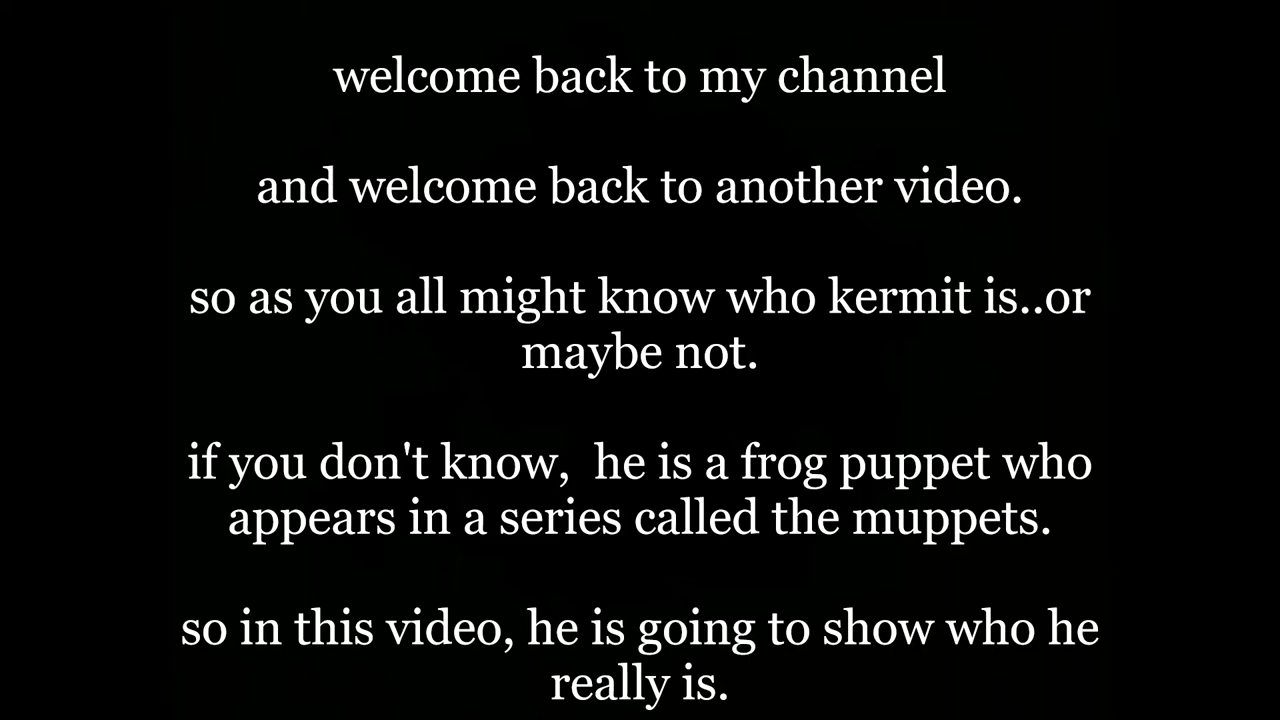 welcome back to my channel
and welcome back to another video.
so as you all might know who kermit is..or
maybe not.
if you don't know,  he is a frog puppet who
appears in a series called the muppets.
so in this video, he is going to show who he
really is.